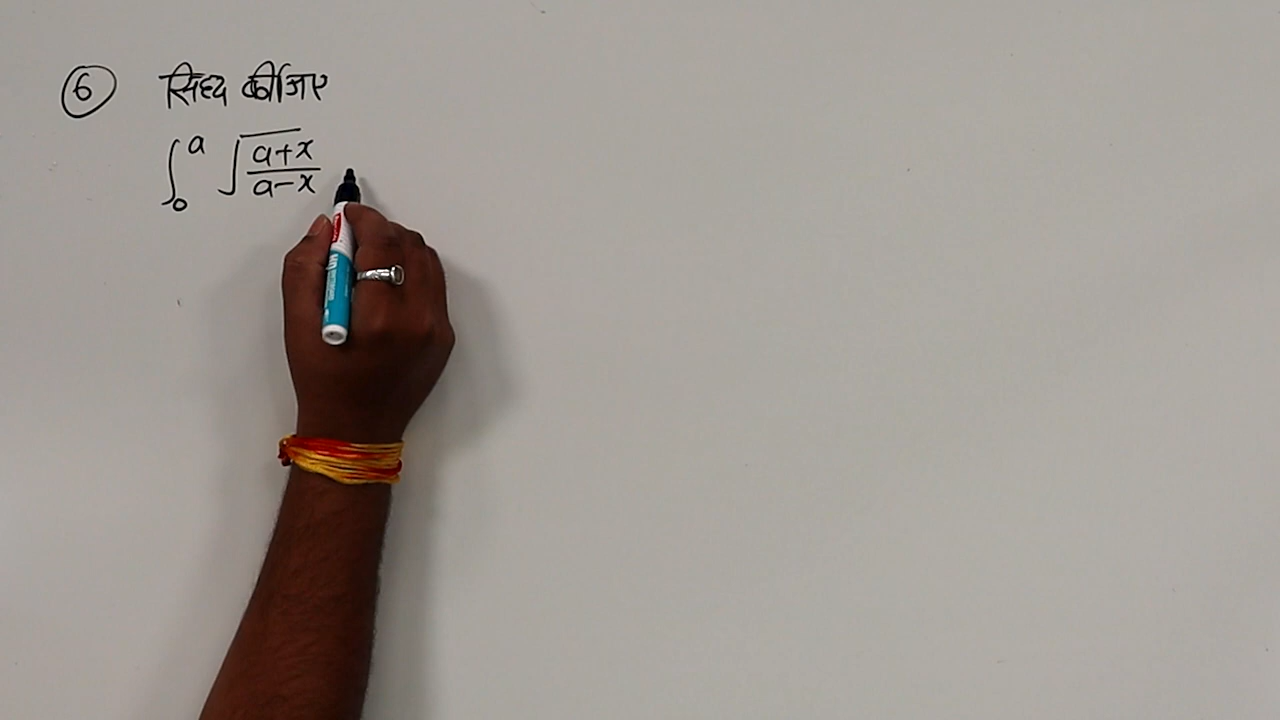 ⑥ सिद्ध कीजिए
∫₀ᵃ √((a+x)/(a-x))